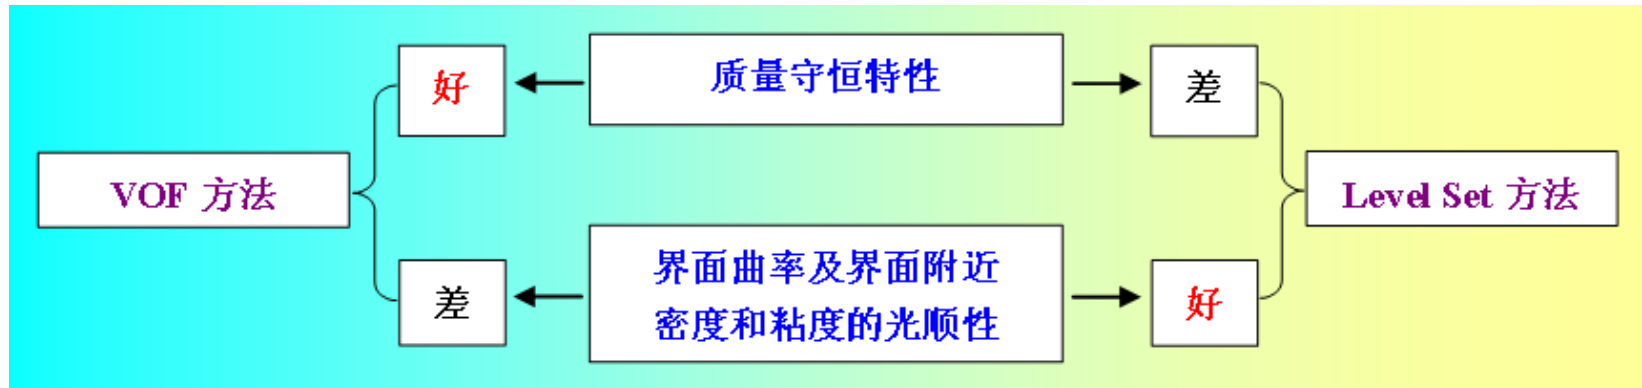 好
质量守恒特性
差
VOF 方法
Level Set 方法
差
界面曲率及界面附近
密度和粘度的光顺性
好